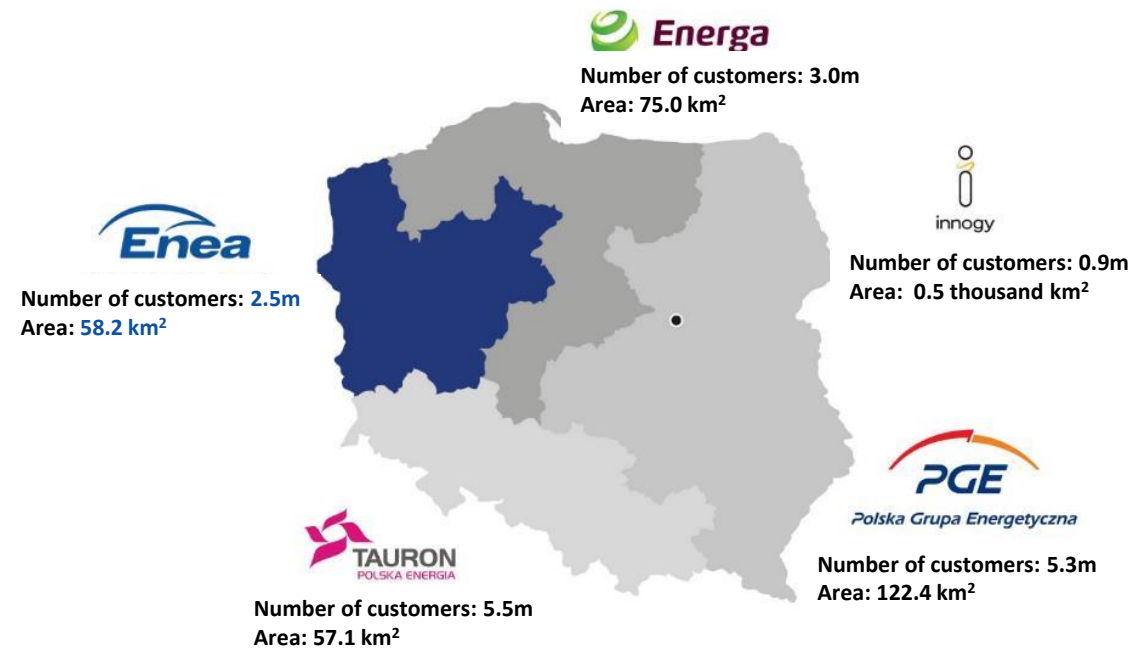 Energa
Number of customers: 3.0m
Area: 75.0 km²
innogy
Number of customers: 0.9m
Area: 0.5 thousand km²
Enea
Number of customers: 2.5m
Area: 58.2 km²
PGE
Polska Grupa Energetyczna
Number of customers: 5.3m
Area: 122.4 km²
TAURON
POLSKA ENERGIA
Number of customers: 5.5m
Area: 57.1 km²